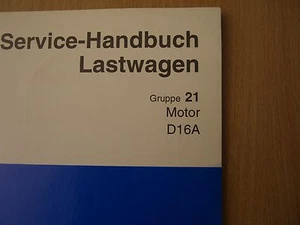 Service-Handbuch
Lastwagen
Gruppe 21
Motor
D16A